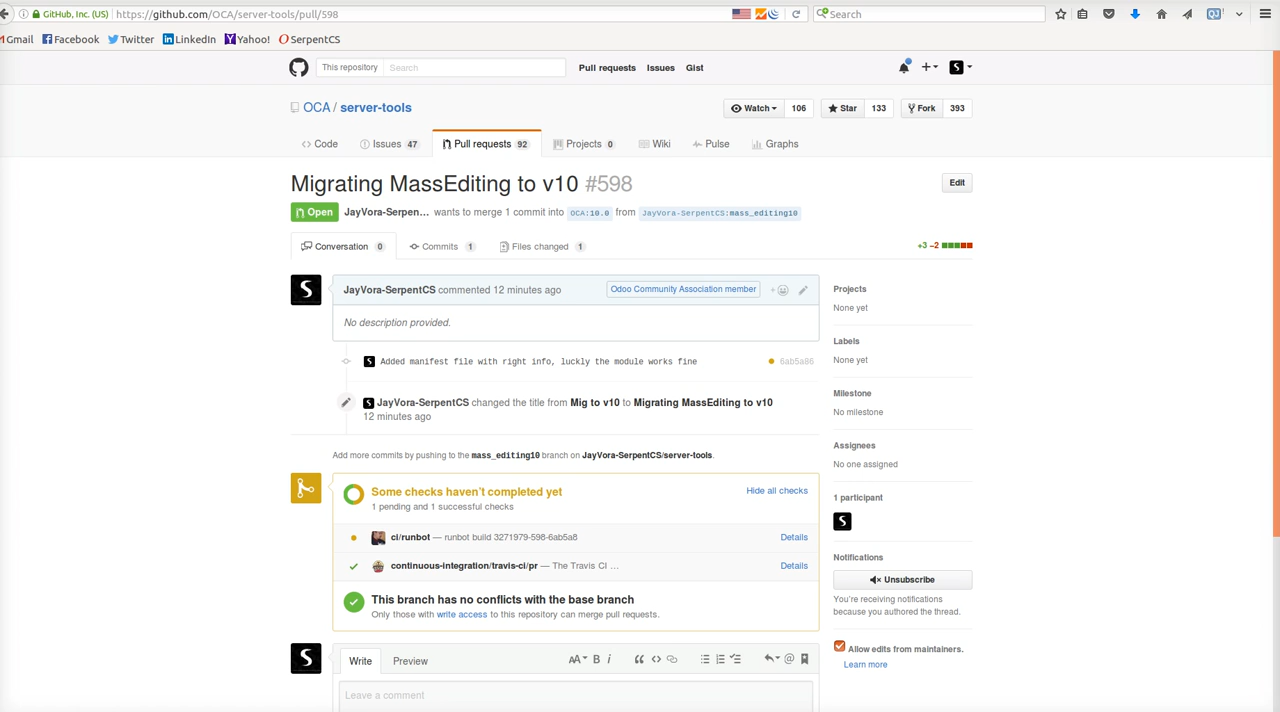 GitHub, Inc. (US) https://github.com/OCA/server-tools/pull/598 Search
Gmail Facebook Twitter LinkedIn Yahoo! SerpentCS
This repository Search Pull requests Issues Gist
OCA / server-tools Watch 106 Star 133 Fork 393
Code Issues 47 Pull requests 92 Projects 0 Wiki Pulse Graphs
Migrating MassEditing to v10 #598 Edit
Open JayVora-Serpen... wants to merge 1 commit into OCA:10.0 from JayVora-SerpentCS:mass_editing10
Conversation 0 Commits 1 Files changed 1 +3 −2
JayVora-SerpentCS commented 12 minutes ago Odoo Community Association member
No description provided.
Added manifest file with right info, luckly the module works fine 6ab5a86
JayVora-SerpentCS changed the title from Mig to v10 to Migrating MassEditing to v10
12 minutes ago
Add more commits by pushing to the mass_editing10 branch on JayVora-SerpentCS/server-tools.
Some checks haven't completed yet Hide all checks
1 pending and 1 successful checks
ci/runbot — runbot build 3271979-598-6ab5a8 Details
continuous-integration/travis-ci/pr — The Travis CI ... Details
This branch has no conflicts with the base branch
Only those with write access to this repository can merge pull requests.
Write Preview AA B i
Leave a comment
Projects
None yet
Labels
None yet
Milestone
No milestone
Assignees
No one assigned
1 participant
Notifications
Unsubscribe
You're receiving notifications
because you authored the thread.
Allow edits from maintainers.
Learn more